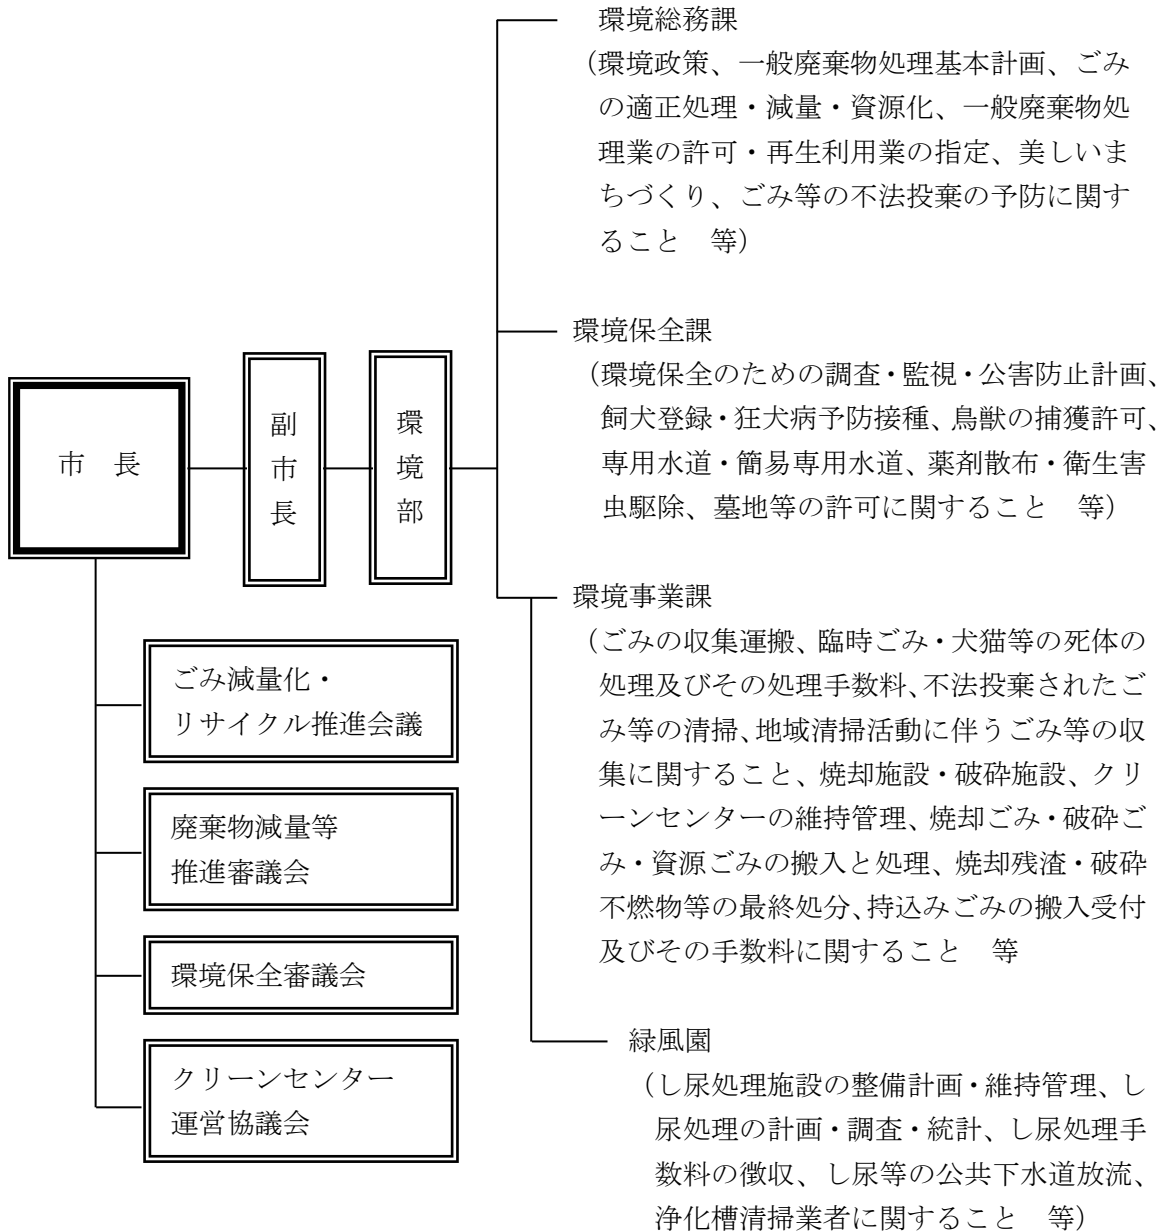 環境総務課
（環境政策、一般廃棄物処理基本計画、ごみ
の適正処理・減量・資源化、一般廃棄物処
理業の許可・再生利用業の指定、美しいま
ちづくり、ごみ等の不法投棄の予防に関す
ること　等）
環境保全課
（環境保全のための調査・監視・公害防止計画、
飼犬登録・狂犬病予防接種、鳥獣の捕獲許可、
専用水道・簡易専用水道、薬剤散布・衛生害
虫駆除、墓地等の許可に関すること　等）
市　長
副市長
環境部
環境事業課
（ごみの収集運搬、臨時ごみ・犬猫等の死体の
処理及びその処理手数料、不法投棄されたご
み等の清掃、地域清掃活動に伴うごみ等の収
集に関すること、焼却施設・破砕施設、クリ
ーンセンターの維持管理、焼却ごみ・破砕ご
み・資源ごみの搬入と処理、焼却残渣・破砕
不燃物等の最終処分、持込みごみの搬入受付
及びその手数料に関すること　等
緑風園
（し尿処理施設の整備計画・維持管理、し
尿処理の計画・調査・統計、し尿処理手
数料の徴収、し尿等の公共下水道放流、
浄化槽清掃業者に関すること　等）
ごみ減量化・
リサイクル推進会議
廃棄物減量等
推進審議会
環境保全審議会
クリーンセンター
運営協議会